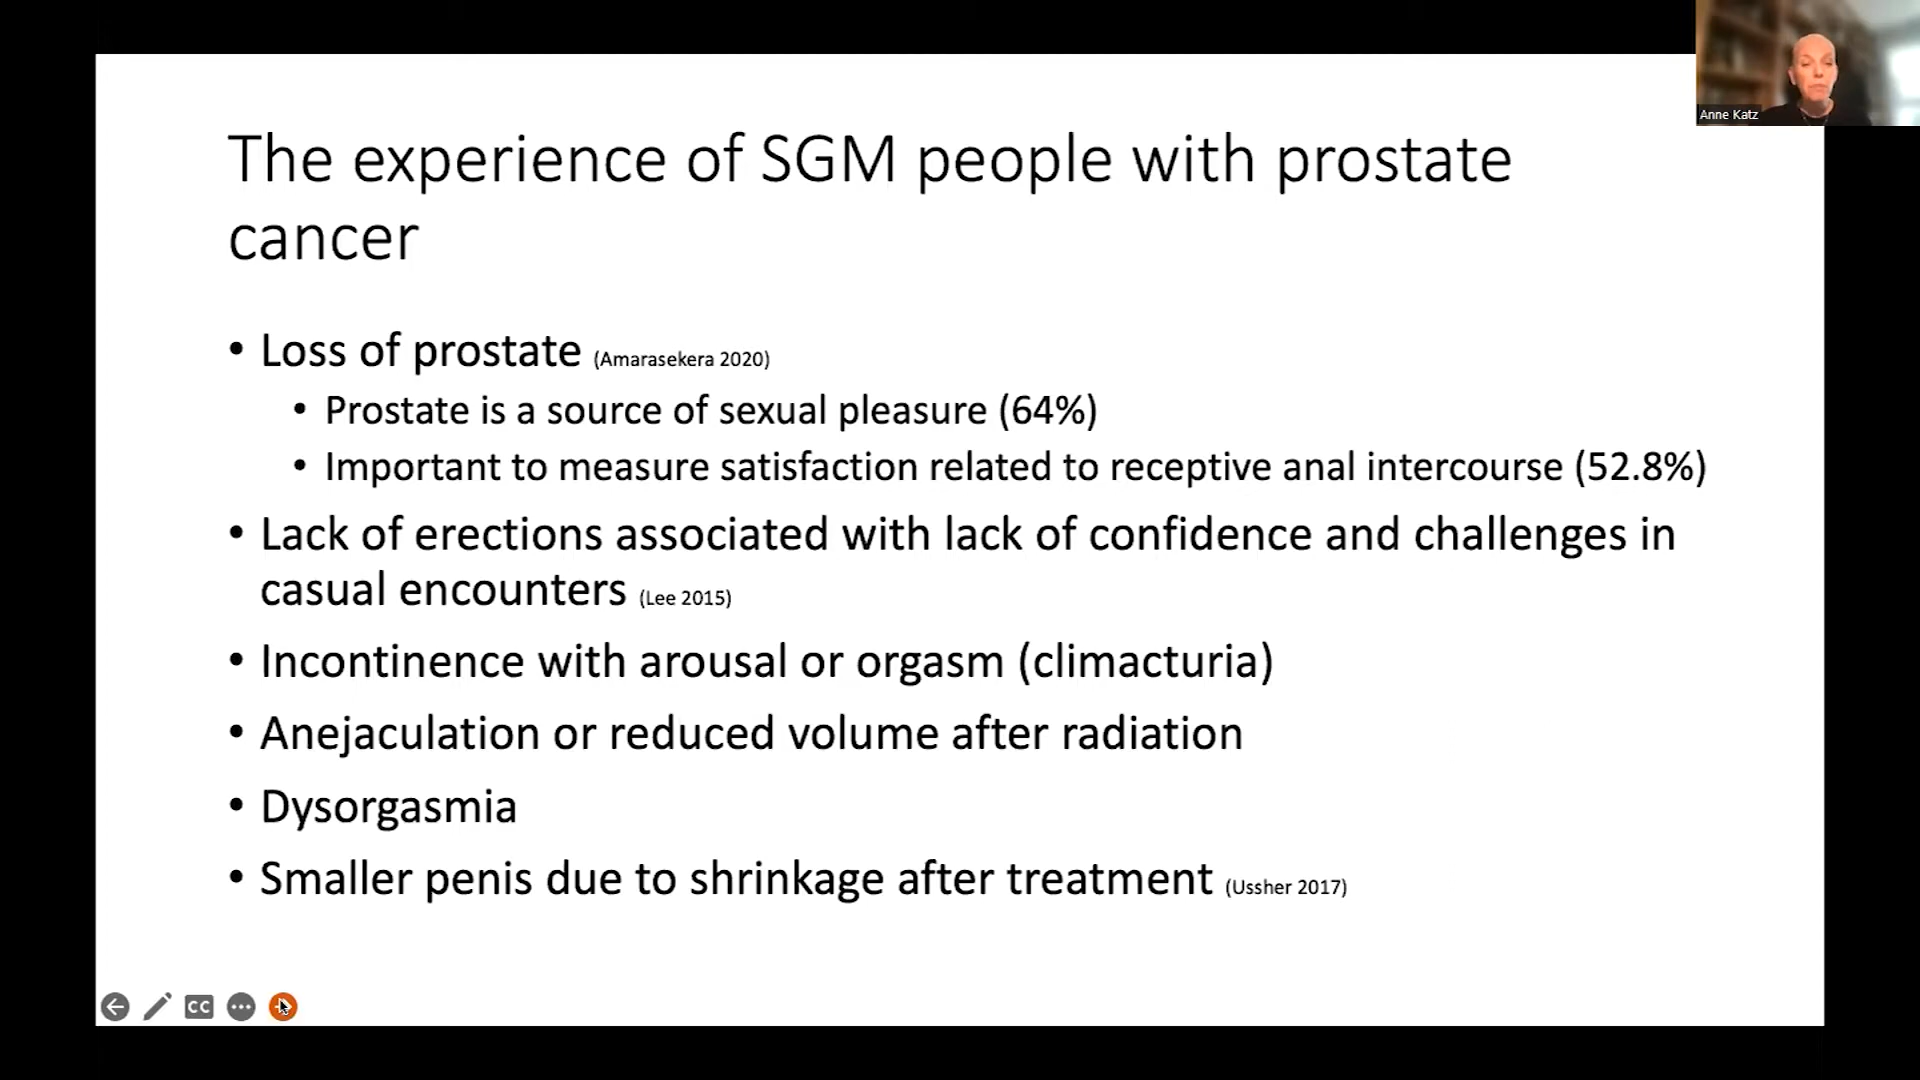 Anne Katz
The experience of SGM people with prostate
cancer
• Loss of prostate (Amarasekera 2020)
• Prostate is a source of sexual pleasure (64%)
• Important to measure satisfaction related to receptive anal intercourse (52.8%)
• Lack of erections associated with lack of confidence and challenges in
casual encounters (Lee 2015)
• Incontinence with arousal or orgasm (climacturia)
• Anejaculation or reduced volume after radiation
• Dysorgasmia
• Smaller penis due to shrinkage after treatment (Ussher 2017)
CC